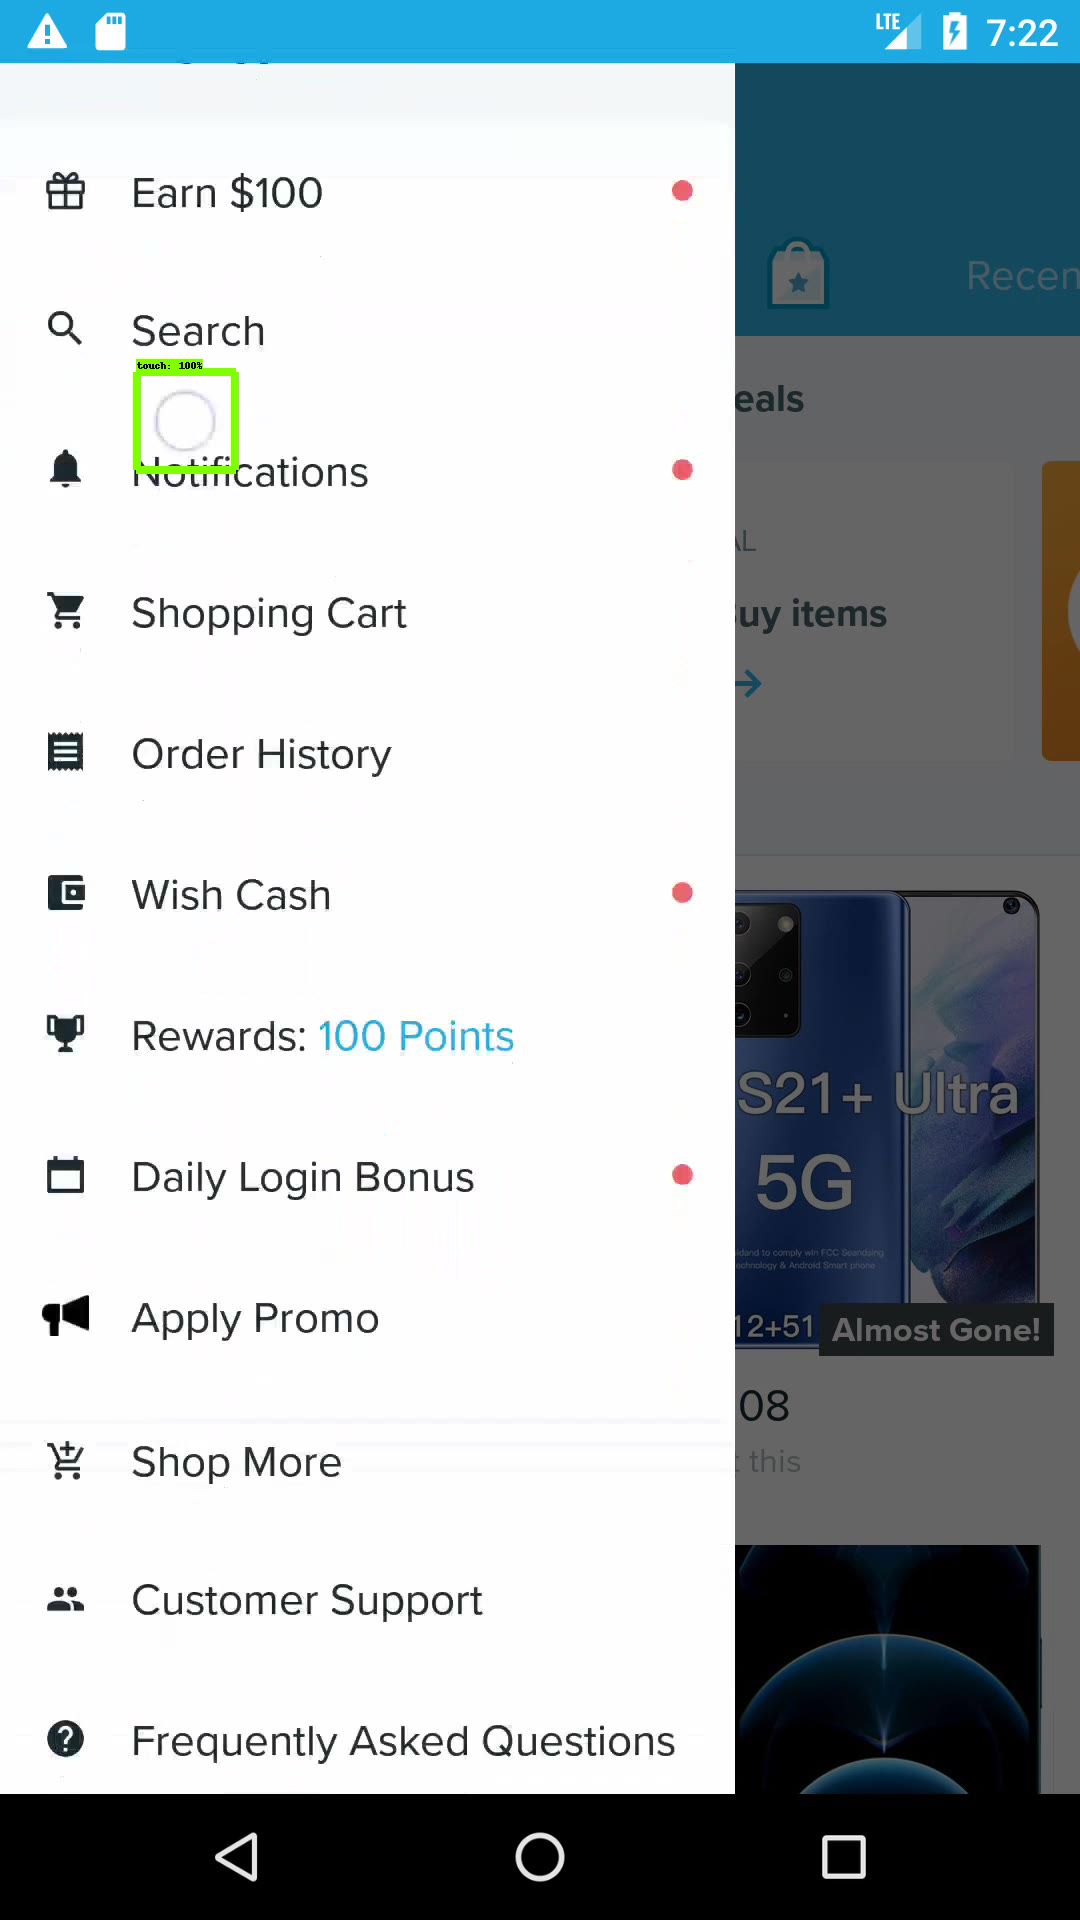 LTE 7:22
Earn $100
Recen
Search
touch: 100%
eals
Notifications
AL
Shopping Cart
uy items
Order History
Wish Cash
Rewards: 100 Points
S21+ Ultra
5G
Daily Login Bonus
12+51
Almost Gone!
Apply Promo
08
this
Shop More
Customer Support
Frequently Asked Questions